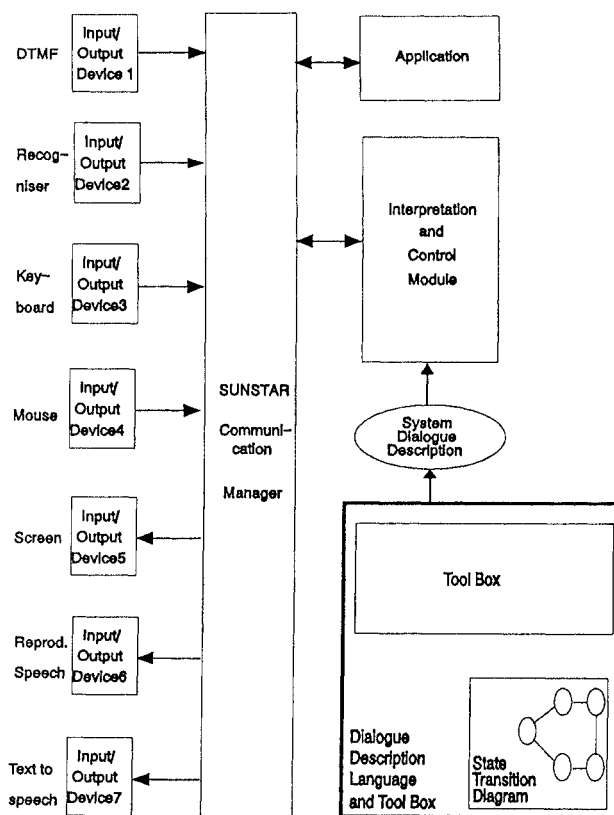 DTMF
Input/
Output
Device 1
Recog-
niser
Input/
Output
Device2
Key-
board
Input/
Output
Device3
Mouse
Input/
Output
Device4
Screen
Input/
Output
Device5
Reprod.
Speech
Input/
Output
Device6
Text to
speech
Input/
Output
Device7
SUNSTAR
Communi-
cation
Manager
Application
Interpretation
and
Control
Module
System
Dialogue
Description
Tool Box
Dialogue
Description
Language
and Tool Box
State
Transition
Diagram